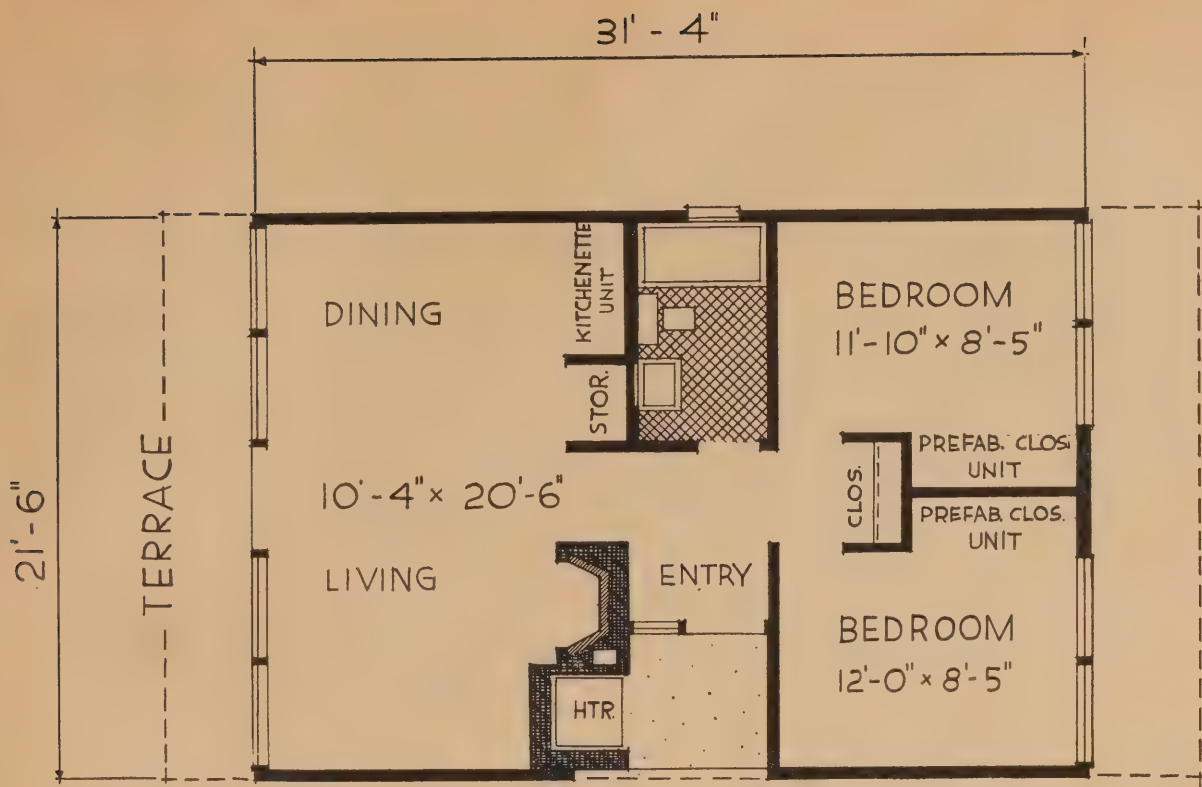 31' - 4"
DINING
KITCHENETTE
UNIT
BEDROOM
11'-10" × 8'-5"
STOR.
PREFAB. CLOS
UNIT
CLOS.
TERRACE
21'-6"
10'-4" × 20'-6"
PREFAB. CLOS.
UNIT
LIVING
ENTRY
BEDROOM
12'-0" × 8'-5"
HTR.